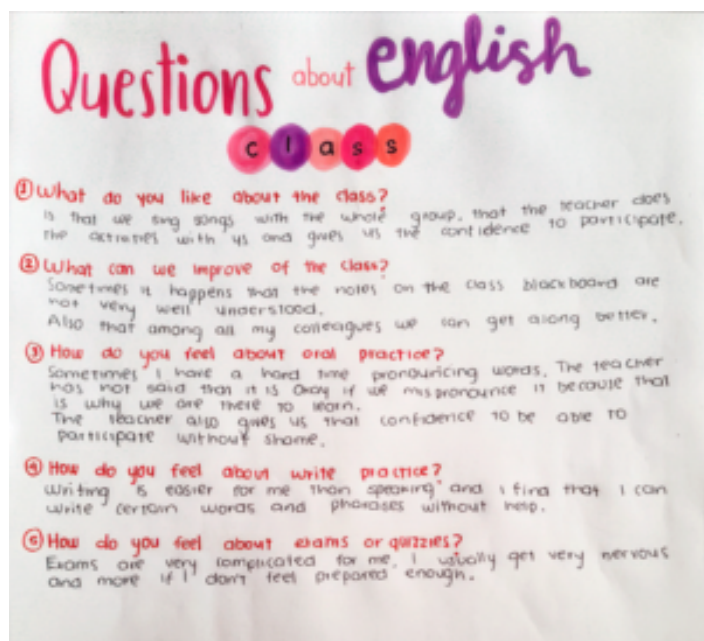 Questions about english
class
① What do you like about the class?
Is that we sing songs with the whole group, that the teacher does
the activities with us and gives us the confidence to participate.
② What can we improve of the class?
Sometimes it happens that the notes on the class blackboard are
not very well understood.
Also that among all my colleagues we can get along better.
③ How do you feel about oral practice?
Sometimes I have a hard time pronouricing words. The teacher
has not said that it is okay if we mispronounce it because that
is why we are there to learn.
The teacher also gives us that confidence to be able to
participate without shame.
④ How do you feel about write practice?
Writing is easier for me than speaking and I find that I can
write certain words and pharases without help.
⑤ How do you feel about exams or quizzies?
Exams are very complicated for me, I usually get very nervous
and more if I don't feel prepared enough.